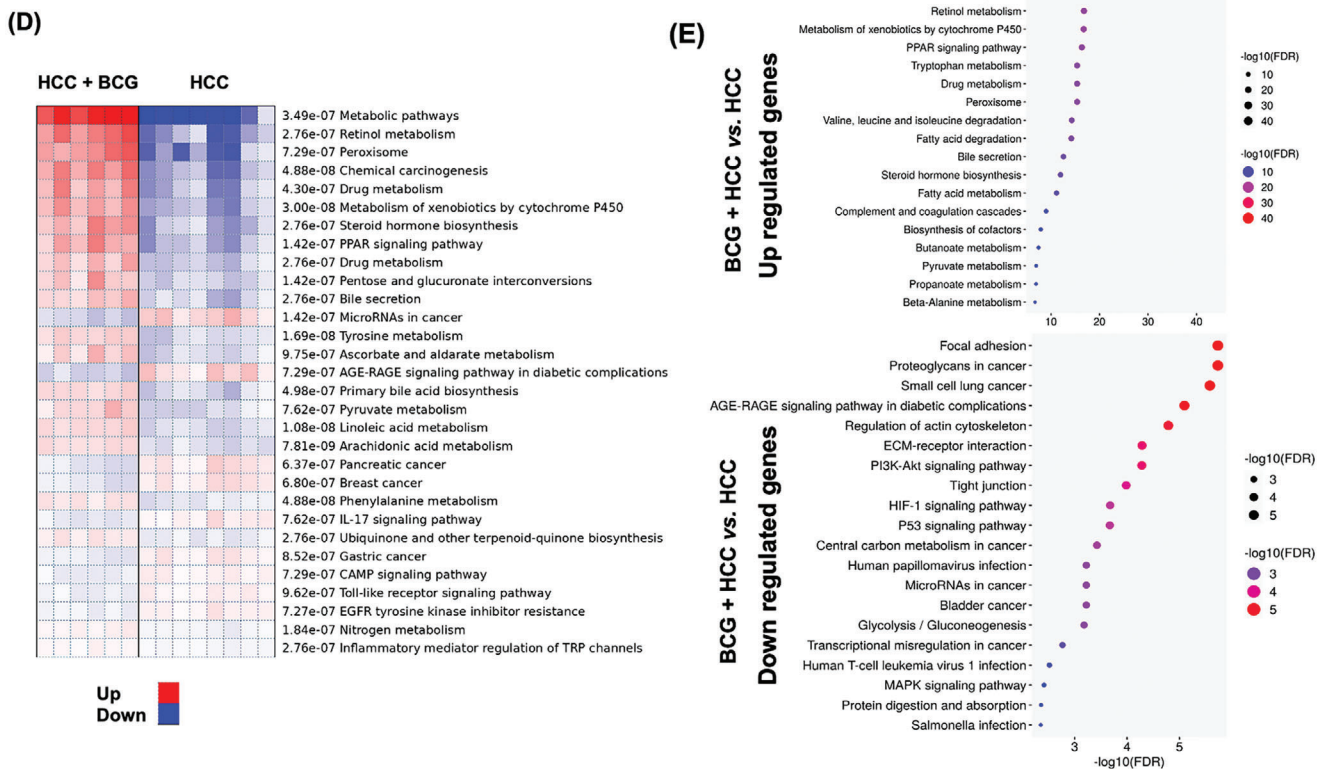 (D)
HCC + BCG HCC
3.49e-07 Metabolic pathways
2.76e-07 Retinol metabolism
7.29e-07 Peroxisome
4.88e-08 Chemical carcinogenesis
4.30e-07 Drug metabolism
3.00e-08 Metabolism of xenobiotics by cytochrome P450
2.76e-07 Steroid hormone biosynthesis
1.42e-07 PPAR signaling pathway
2.76e-07 Drug metabolism
1.42e-07 Pentose and glucuronate interconversions
2.76e-07 Bile secretion
1.42e-07 MicroRNAs in cancer
1.69e-08 Tyrosine metabolism
9.75e-07 Ascorbate and aldarate metabolism
7.29e-07 AGE-RAGE signaling pathway in diabetic complications
4.98e-07 Primary bile acid biosynthesis
7.62e-07 Pyruvate metabolism
1.08e-08 Linoleic acid metabolism
7.81e-09 Arachidonic acid metabolism
6.37e-07 Pancreatic cancer
6.80e-07 Breast cancer
4.88e-08 Phenylalanine metabolism
7.62e-07 IL-17 signaling pathway
2.76e-07 Ubiquinone and other terpenoid-quinone biosynthesis
8.52e-07 Gastric cancer
7.29e-07 CAMP signaling pathway
9.62e-07 Toll-like receptor signaling pathway
7.27e-07 EGFR tyrosine kinase inhibitor resistance
1.84e-07 Nitrogen metabolism
2.76e-07 Inflammatory mediator regulation of TRP channels
Up
Down
(E)
BCG + HCC vs. HCC
Up regulated genes
Retinol metabolism
Metabolism of xenobiotics by cytochrome P450
PPAR signaling pathway
Tryptophan metabolism
Drug metabolism
Peroxisome
Valine, leucine and isoleucine degradation
Fatty acid degradation
Bile secretion
Steroid hormone biosynthesis
Fatty acid metabolism
Complement and coagulation cascades
Biosynthesis of cofactors
Butanoate metabolism
Pyruvate metabolism
Propanoate metabolism
Beta-Alanine metabolism
10 20 30 40
-log10(FDR)
10
20
30
40
-log10(FDR)
10
20
30
40
BCG + HCC vs. HCC
Down regulated genes
Focal adhesion
Proteoglycans in cancer
Small cell lung cancer
AGE-RAGE signaling pathway in diabetic complications
Regulation of actin cytoskeleton
ECM-receptor interaction
PI3K-Akt signaling pathway
Tight junction
HIF-1 signaling pathway
P53 signaling pathway
Central carbon metabolism in cancer
Human papillomavirus infection
MicroRNAs in cancer
Bladder cancer
Glycolysis / Gluconeogenesis
Transcriptional misregulation in cancer
Human T-cell leukemia virus 1 infection
MAPK signaling pathway
Protein digestion and absorption
Salmonella infection
3 4 5
-log10(FDR)
-log10(FDR)
3
4
5
-log10(FDR)
3
4
5